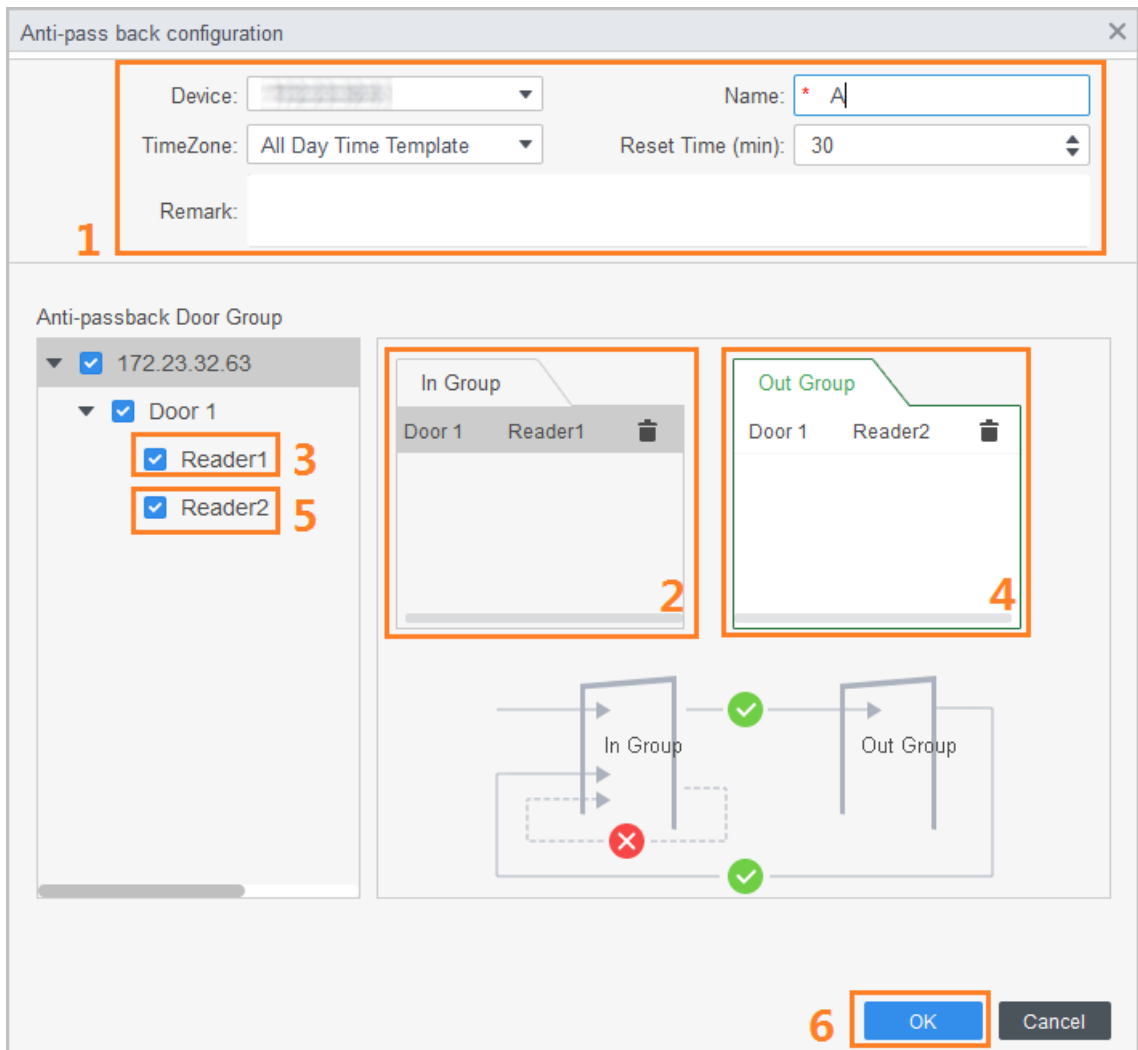 Anti-pass back configuration
Device:
Name: * A
TimeZone: All Day Time Template
Reset Time (min): 30
Remark:
1
Anti-passback Door Group
172.23.32.63
Door 1
Reader1 3
Reader2 5
In Group
Door 1 Reader1
2
Out Group
Door 1 Reader2
4
In Group
Out Group
6 OK Cancel